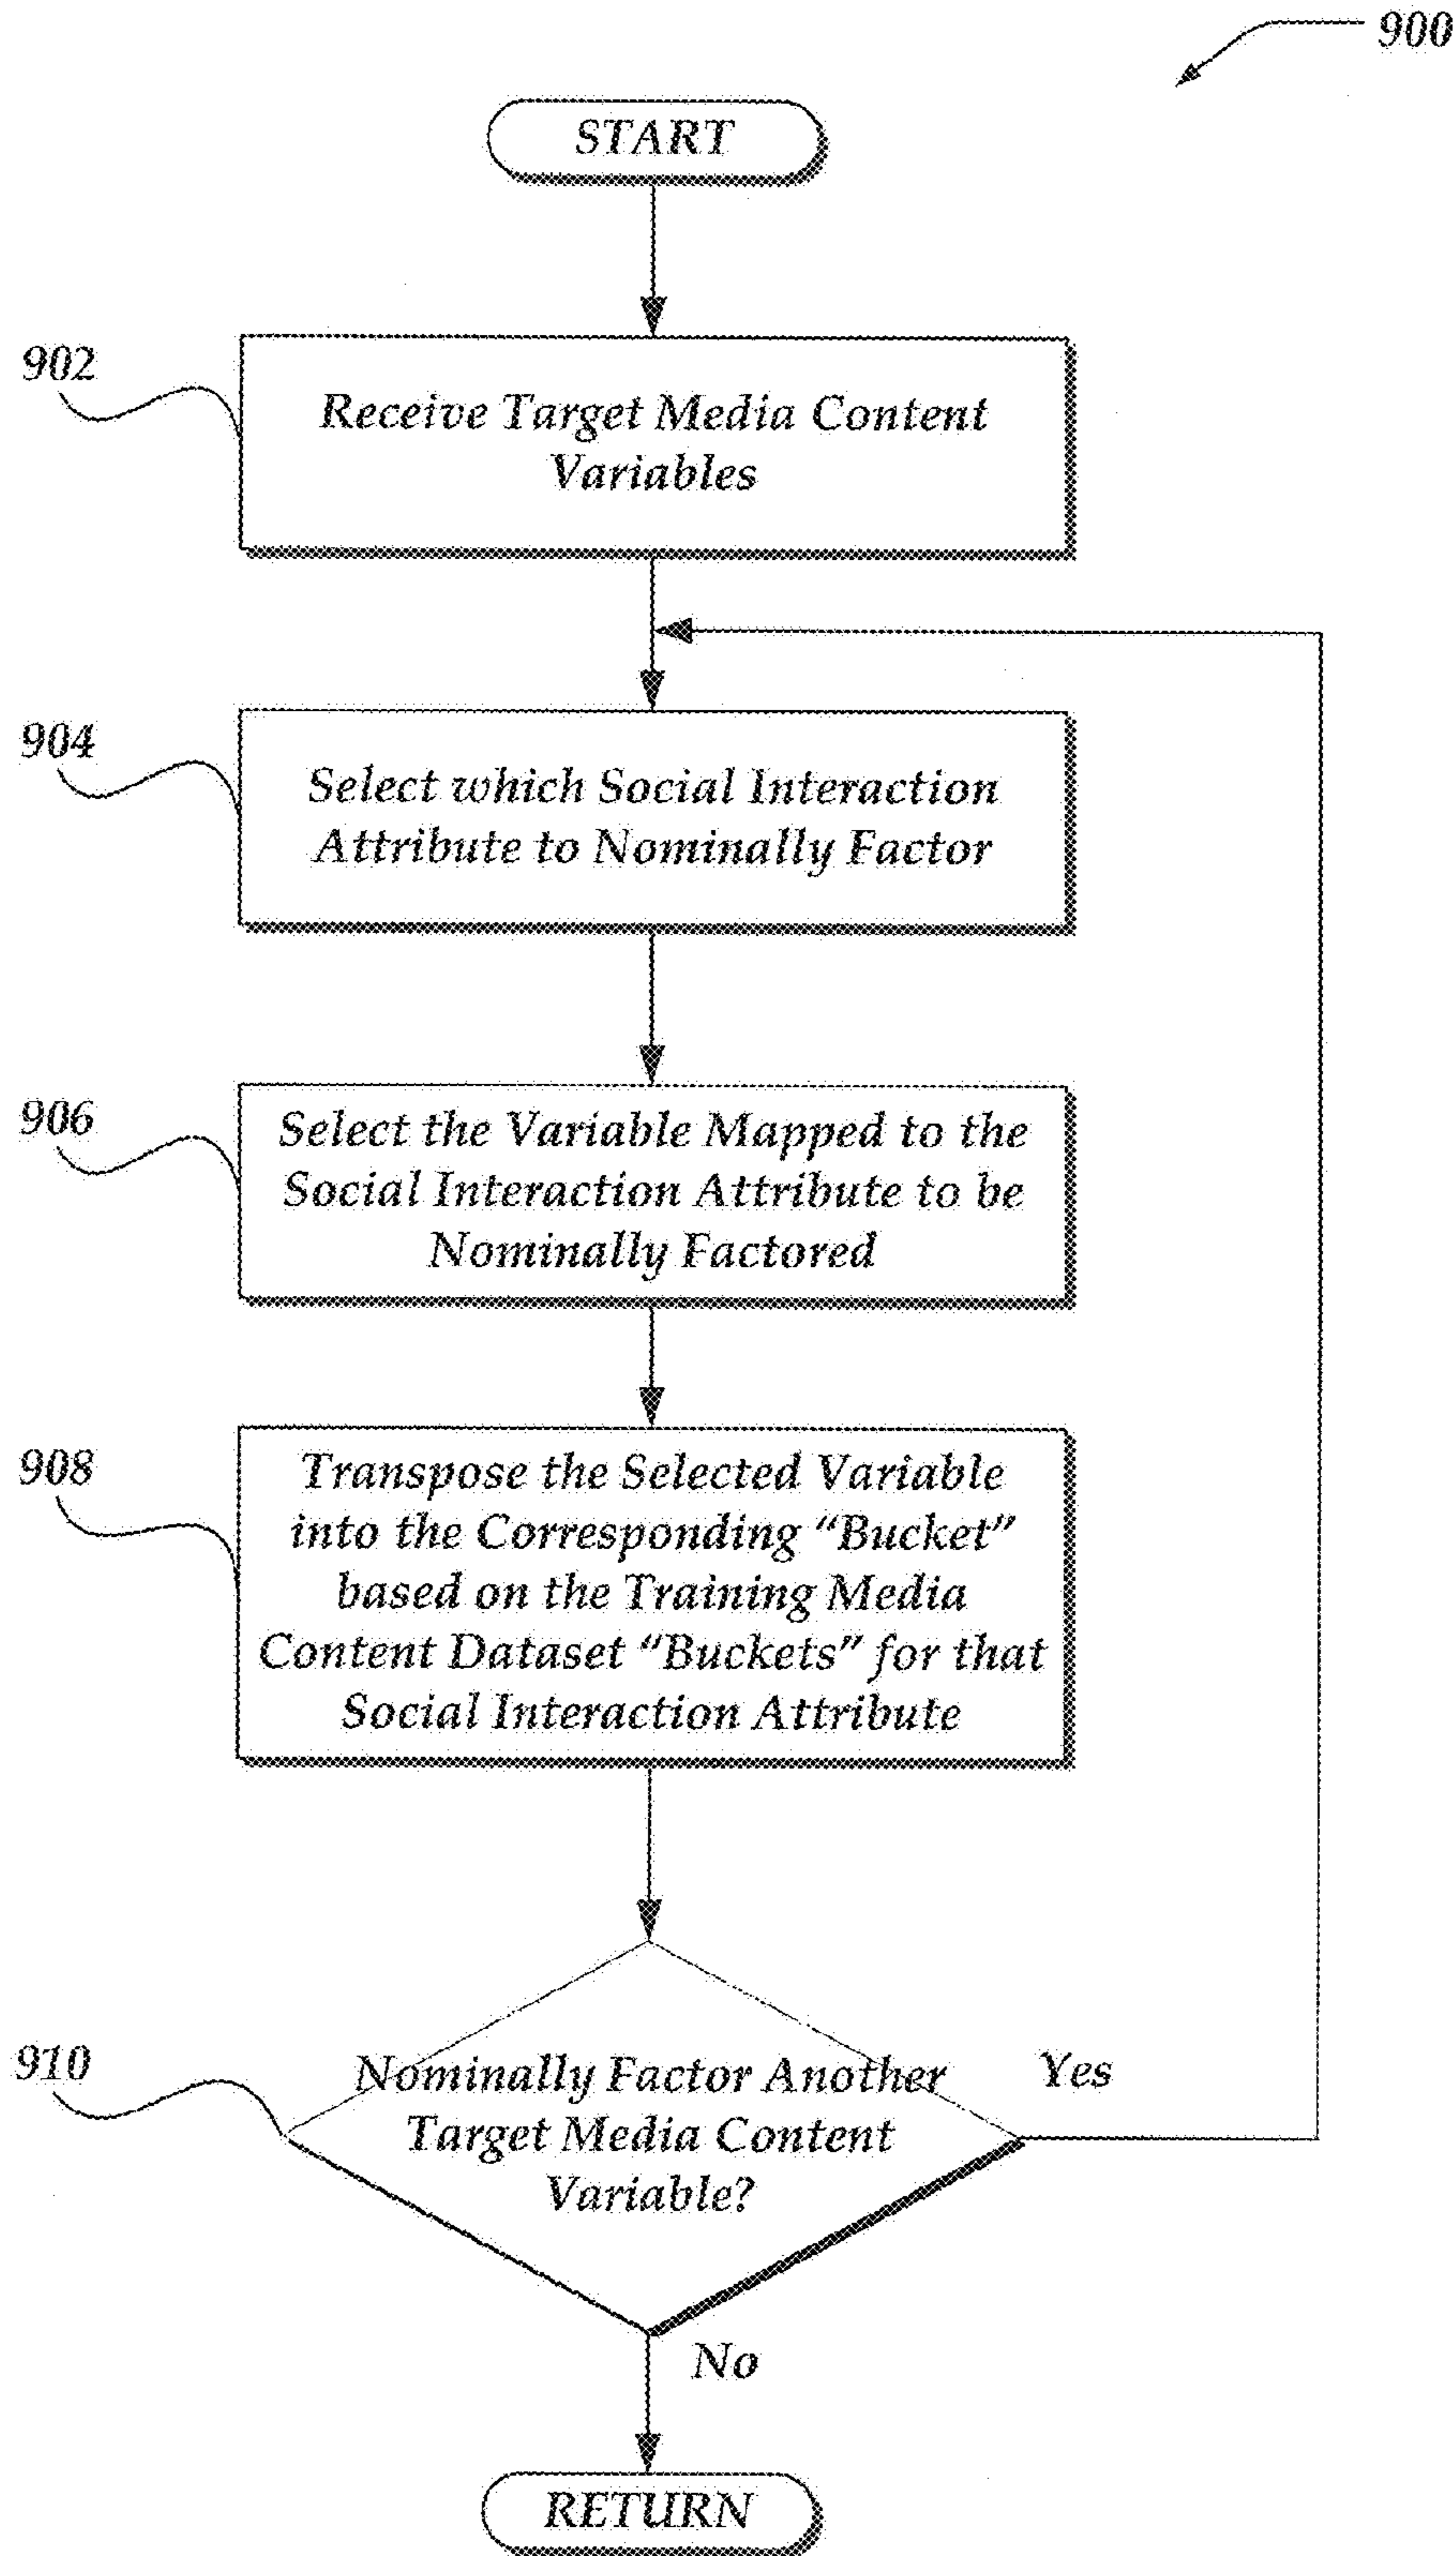 900
START
902
Receive Target Media Content
Variables
904
Select which Social Interaction
Attribute to Nominally Factor
906
Select the Variable Mapped to the
Social Interaction Attribute to be
Nominally Factored
908
Transpose the Selected Variable
into the Corresponding “Bucket”
based on the Training Media
Content Dataset “Buckets” for that
Social Interaction Attribute
910
Nominally Factor Another
Target Media Content
Variable?
Yes
No
RETURN